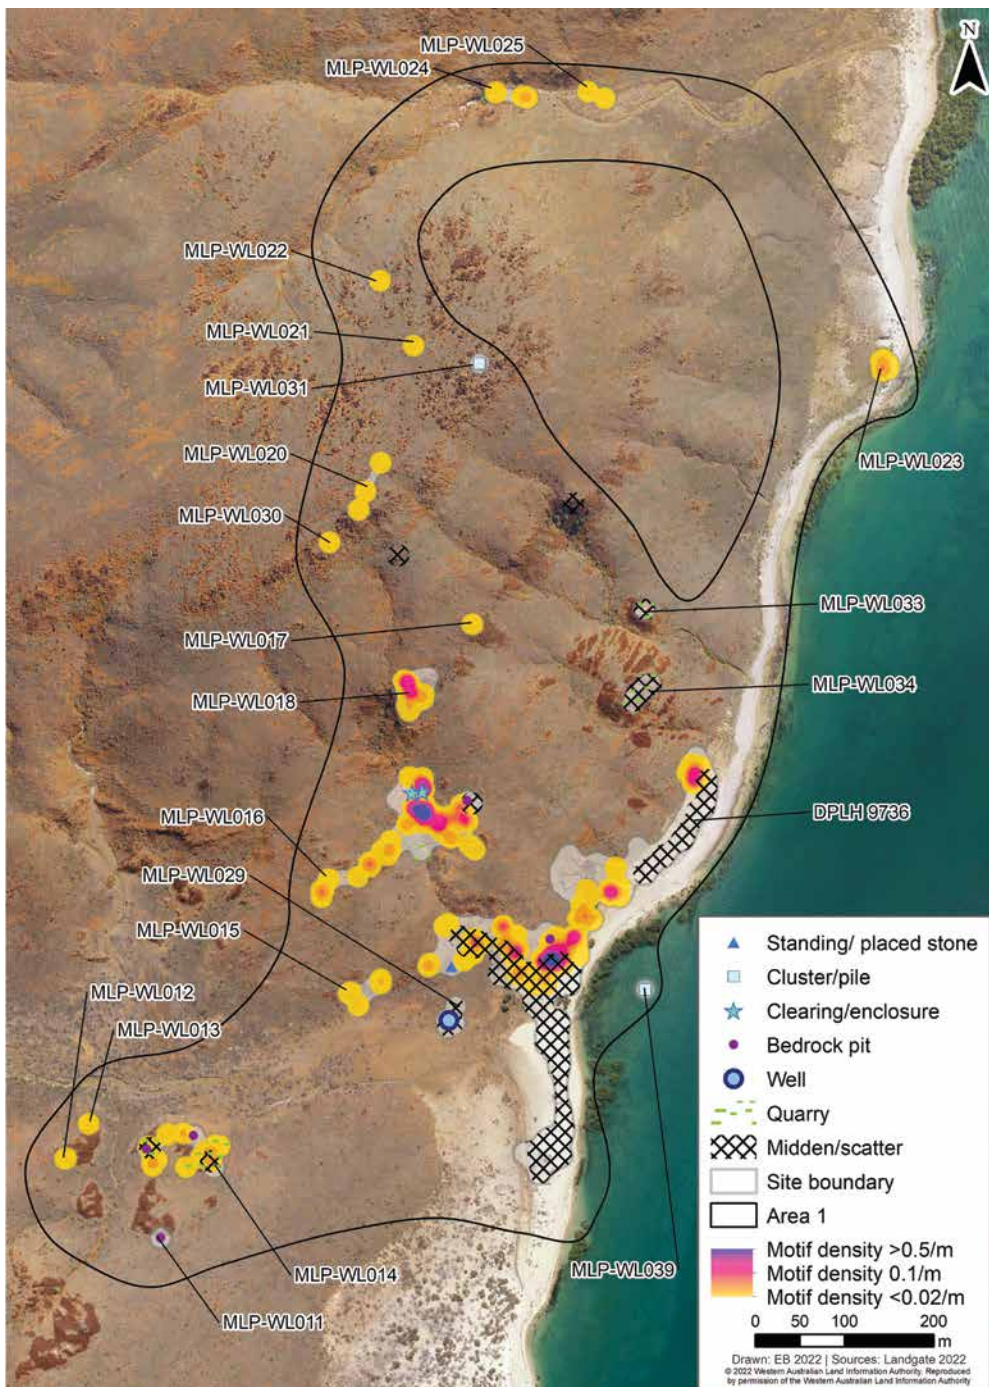 N
MLP-WL025
MLP-WL024
MLP-WL022
MLP-WL021
MLP-WL031
MLP-WL020
MLP-WL023
MLP-WL030
MLP-WL033
MLP-WL017
MLP-WL034
MLP-WL018
DPLH 9736
MLP-WL016
MLP-WL029
MLP-WL015
MLP-WL012
MLP-WL013
MLP-WL039
MLP-WL014
MLP-WL011
Standing/ placed stone
Cluster/pile
Clearing/enclosure
Bedrock pit
Well
Quarry
Midden/scatter
Site boundary
Area 1
Motif density >0.5/m
Motif density 0.1/m
Motif density <0.02/m
0 100 200
m
Drawn: EB 2022 | Sources: Landgate 2022
© 2022 Western Australian Land Information Authority. Reproduced
by permission of the Western Australian Land Information Authority